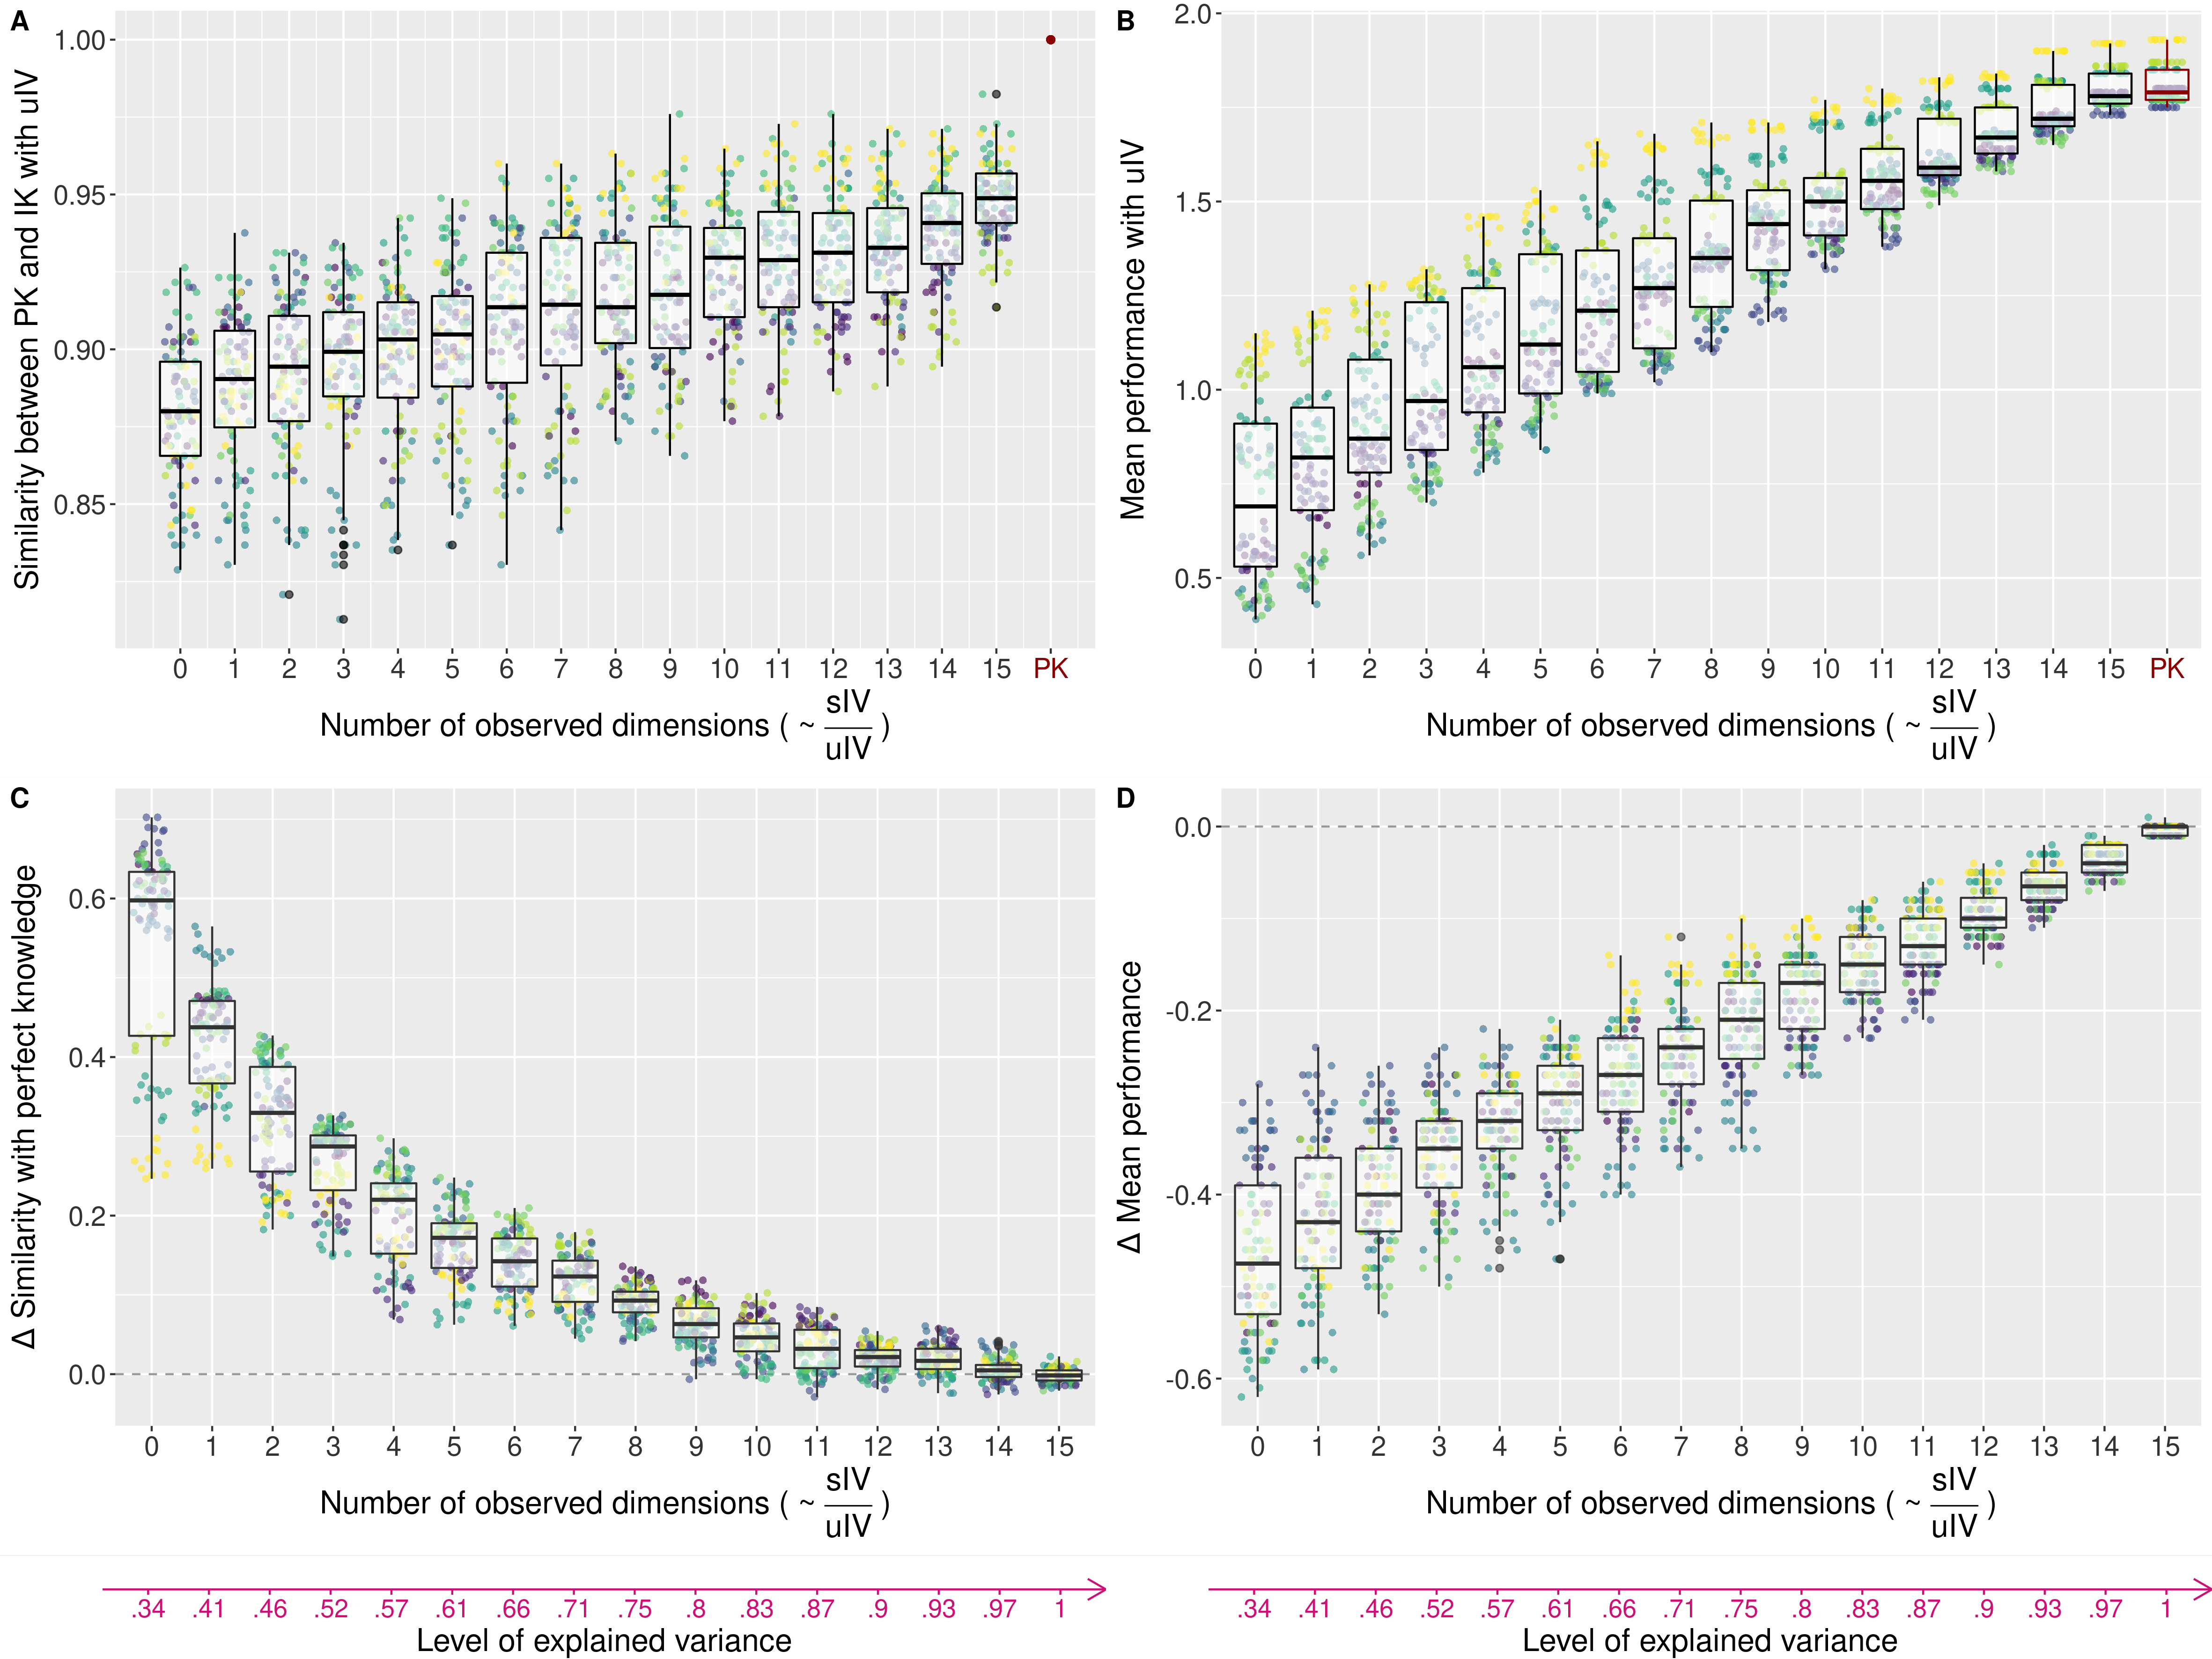 A
Similarity between PK and IK with uIV
1.00
0.95
0.90
0.85
0 1 2 3 4 5 6 7 8 9 10 11 12 13 14 15 PK
Number of observed dimensions ( ~ sIV
uIV )
B
Mean performance with uIV
2.0
1.5
1.0
0.5
0 1 2 3 4 5 6 7 8 9 10 11 12 13 14 15 PK
Number of observed dimensions ( ~ sIV
uIV )
C
Δ Similarity with perfect knowledge
0.6
0.4
0.2
0.0
0 1 2 3 4 5 6 7 8 9 10 11 12 13 14 15
Number of observed dimensions ( ~ sIV
uIV )
D
Δ Mean performance
0.0
-0.2
-0.4
-0.6
0 1 2 3 4 5 6 7 8 9 10 11 12 13 14 15
Number of observed dimensions ( ~ sIV
uIV )
.34 .41 .46 .52 .57 .61 .66 .71 .75 .8 .83 .87 .9 .93 .97 1
Level of explained variance
.34 .41 .46 .52 .57 .61 .66 .71 .75 .8 .83 .87 .9 .93 .97 1
Level of explained variance